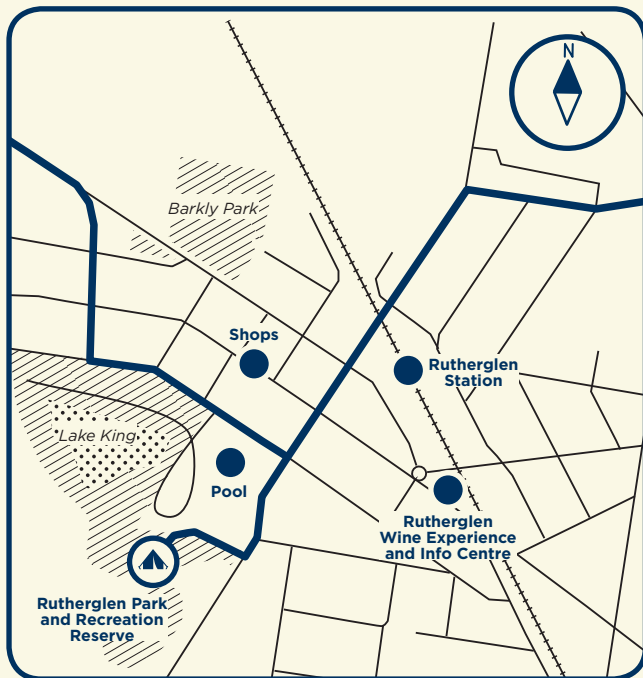 N
Barkly Park
Shops
Rutherglen
Station
Lake King
Pool
Rutherglen
Wine Experience
and Info Centre
Rutherglen Park
and Recreation
Reserve